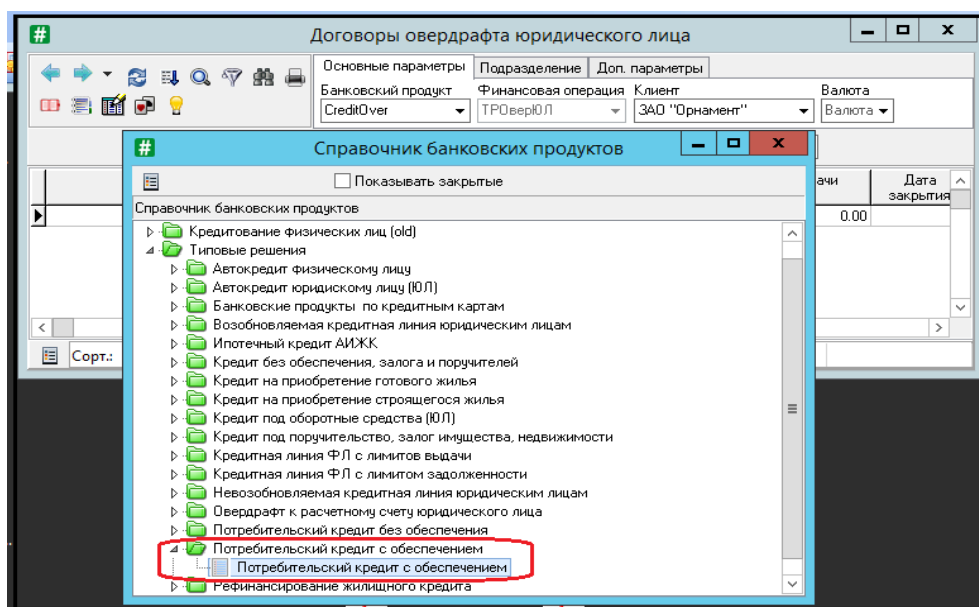 Договоры овердрафта юридического лица
Основные параметры Подразделение Доп. параметры
Банковский продукт Финансовая операция Клиент Валюта
CreditOver ТРОверЮЛ ЗАО "Орнамент" Валюта
Справочник банковских продуктов
Показывать закрытые
ачи Дата закрытия
Справочник банковских продуктов
0.00
Кредитование физических лиц (old)
Типовые решения
Автокредит физическому лицу
Автокредит юридискому лицу (ЮЛ)
Банковские продукты по кредитным картам
Возобновляемая кредитная линия юридическим лицам
Ипотечный кредит АИЖК
Сорт.:
Кредит без обеспечения, залога и поручителей
Кредит на приобретение готового жилья
Кредит на приобретение строящегося жилья
Кредит под оборотные средства (ЮЛ)
Кредит под поручительство, залог имущества, недвижимости
Кредитная линия ФЛ с лимитов выдачи
Кредитная линия ФЛ с лимитом задолженности
Невозобновляемая кредитная линия юридическим лицам
Овердрафт к расчетному счету юридического лица
Потребительский кредит без обеспечения
Потребительский кредит с обеспечением
Потребительский кредит с обеспечением
Рефинансирование жилищного кредита